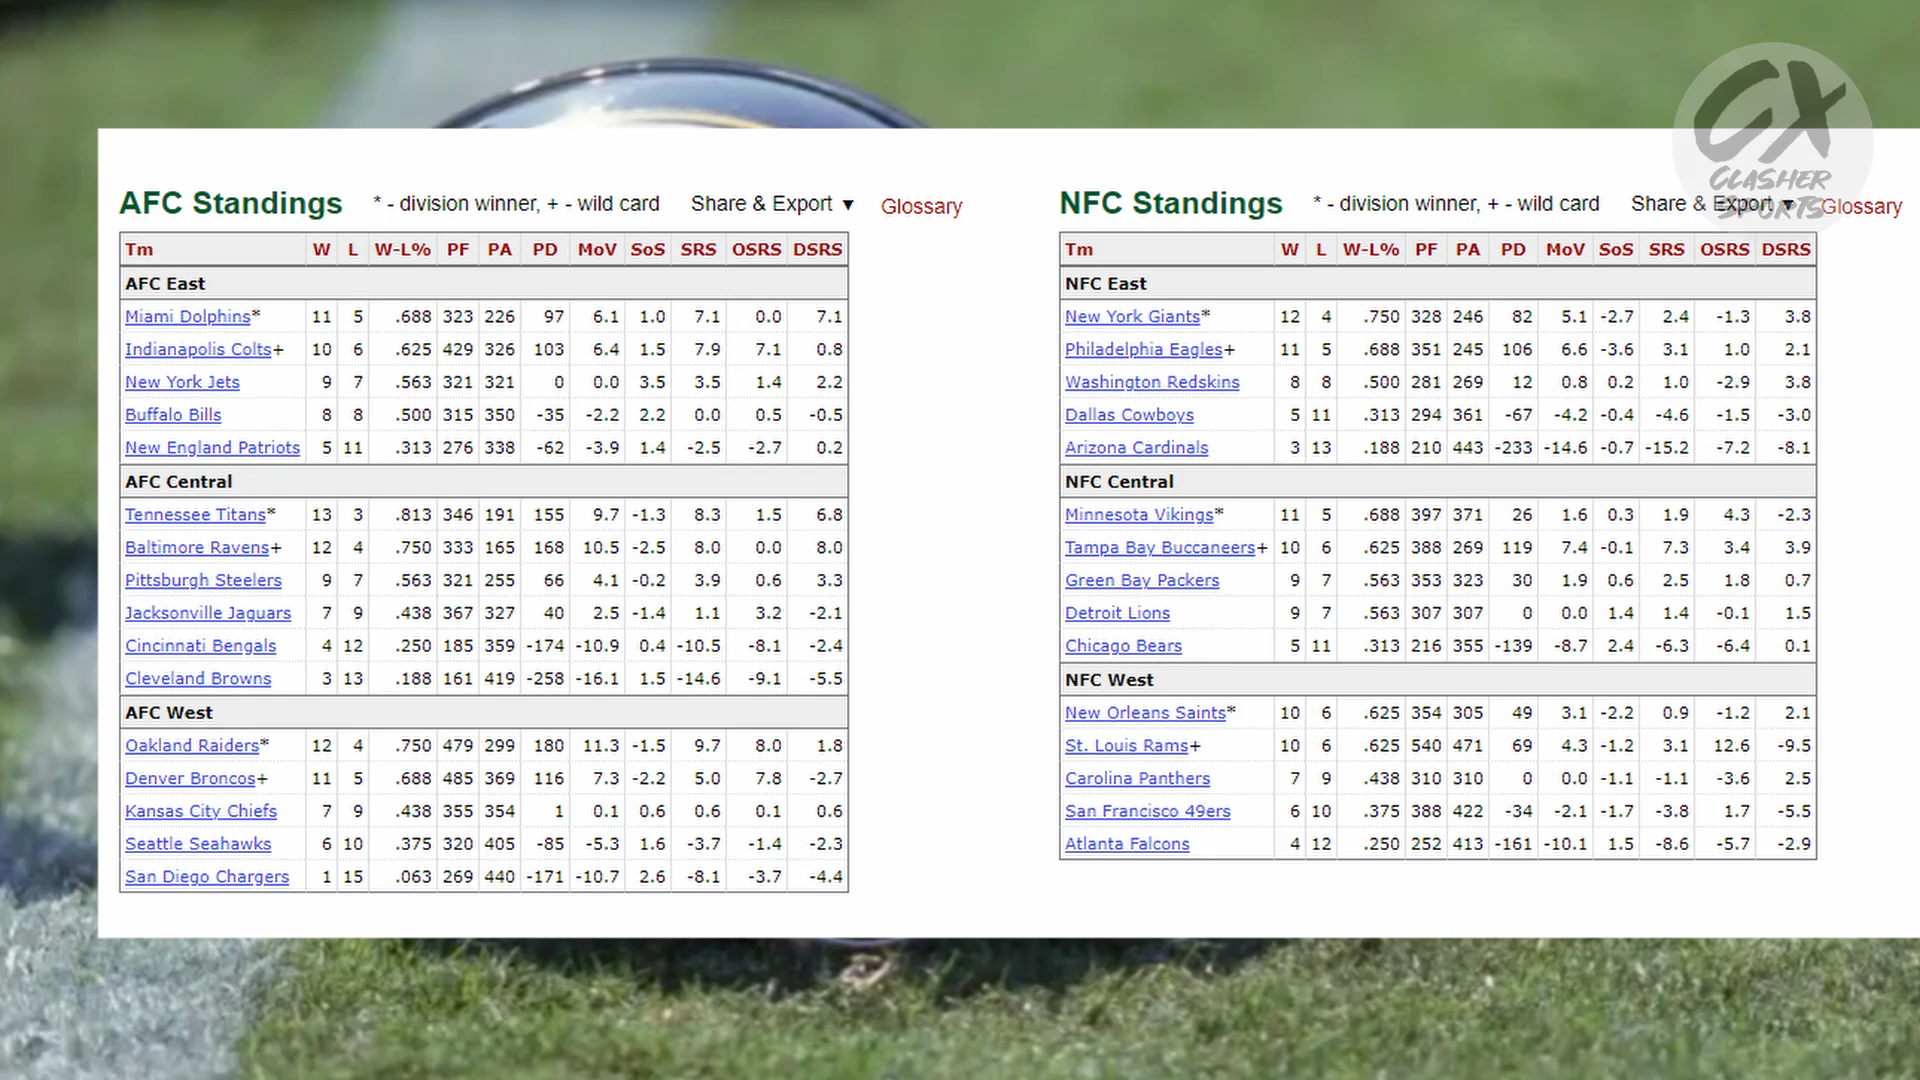 CX
CLASHER
SPORTS
AFC Standings * - division winner, + - wild card Share & Export ▼ Glossary
Tm W L W-L% PF PA PD MoV SoS SRS OSRS DSRS
AFC East
Miami Dolphins* 11 5 .688 323 226 97 6.1 1.0 7.1 0.0 7.1
Indianapolis Colts+ 10 6 .625 429 326 103 6.4 1.5 7.9 7.1 0.8
New York Jets 9 7 .563 321 321 0 0.0 3.5 3.5 1.4 2.2
Buffalo Bills 8 8 .500 315 350 -35 -2.2 2.2 0.0 0.5 -0.5
New England Patriots 5 11 .313 276 338 -62 -3.9 1.4 -2.5 -2.7 0.2
AFC Central
Tennessee Titans* 13 3 .813 346 191 155 9.7 -1.3 8.3 1.5 6.8
Baltimore Ravens+ 12 4 .750 333 165 168 10.5 -2.5 8.0 0.0 8.0
Pittsburgh Steelers 9 7 .563 321 255 66 4.1 -0.2 3.9 0.6 3.3
Jacksonville Jaguars 7 9 .438 367 327 40 2.5 -1.4 1.1 3.2 -2.1
Cincinnati Bengals 4 12 .250 185 359 -174 -10.9 0.4 -10.5 -8.1 -2.4
Cleveland Browns 3 13 .188 161 419 -258 -16.1 1.5 -14.6 -9.1 -5.5
AFC West
Oakland Raiders* 12 4 .750 479 299 180 11.3 -1.5 9.7 8.0 1.8
Denver Broncos+ 11 5 .688 485 369 116 7.3 -2.2 5.0 7.8 -2.7
Kansas City Chiefs 7 9 .438 355 354 1 0.1 0.6 0.6 0.1 0.6
Seattle Seahawks 6 10 .375 320 405 -85 -5.3 1.6 -3.7 -1.4 -2.3
San Diego Chargers 1 15 .063 269 440 -171 -10.7 2.6 -8.1 -3.7 -4.4
NFC Standings * - division winner, + - wild card Share & Export ▼ Glossary
Tm W L W-L% PF PA PD MoV SoS SRS OSRS DSRS
NFC East
New York Giants* 12 4 .750 328 246 82 5.1 -2.7 2.4 -1.3 3.8
Philadelphia Eagles+ 11 5 .688 351 245 106 6.6 -3.6 3.1 1.0 2.1
Washington Redskins 8 8 .500 281 269 12 0.8 0.2 1.0 -2.9 3.8
Dallas Cowboys 5 11 .313 294 361 -67 -4.2 -0.4 -4.6 -1.5 -3.0
Arizona Cardinals 3 13 .188 210 443 -233 -14.6 -0.7 -15.2 -7.2 -8.1
NFC Central
Minnesota Vikings* 11 5 .688 397 371 26 1.6 0.3 1.9 4.3 -2.3
Tampa Bay Buccaneers+ 10 6 .625 388 269 119 7.4 -0.1 7.3 3.4 3.9
Green Bay Packers 9 7 .563 353 323 30 1.9 0.6 2.5 1.8 0.7
Detroit Lions 9 7 .563 307 307 0 0.0 1.4 1.4 -0.1 1.5
Chicago Bears 5 11 .313 216 355 -139 -8.7 2.4 -6.3 -6.4 0.1
NFC West
New Orleans Saints* 10 6 .625 354 305 49 3.1 -2.2 0.9 -1.2 2.1
St. Louis Rams+ 10 6 .625 540 471 69 4.3 -1.2 3.1 12.6 -9.5
Carolina Panthers 7 9 .438 310 310 0 0.0 -1.1 -1.1 -3.6 2.5
San Francisco 49ers 6 10 .375 388 422 -34 -2.1 -1.7 -3.8 1.7 -5.5
Atlanta Falcons 4 12 .250 252 413 -161 -10.1 1.5 -8.6 -5.7 -2.9